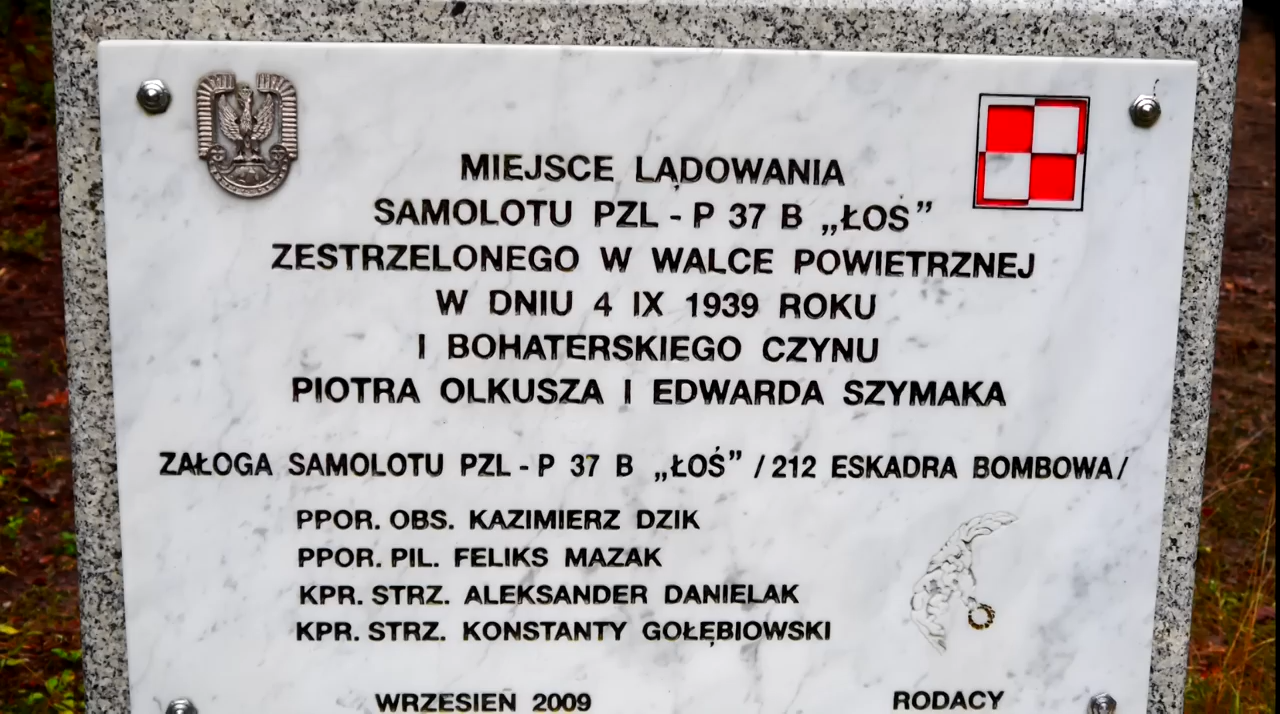 MIEJSCE LĄDOWANIA
SAMOLOTU PZL - P 37 B „ŁOŚ”
ZESTRZELONEGO W WALCE POWIETRZNEJ
W DNIU 4 IX 1939 ROKU
I BOHATERSKIEGO CZYNU
PIOTRA OLKUSZA I EDWARDA SZYMAKA
ZAŁOGA SAMOLOTU PZL - P 37 B „ŁOŚ” / 212 ESKADRA BOMBOWA /
PPOR. OBS. KAZIMIERZ DZIK
PPOR. PIL. FELIKS MAZAK
KPR. STRZ. ALEKSANDER DANIELAK
KPR. STRZ. KONSTANTY GOŁĘBIOWSKI
WRZESIEŃ 2009 RODACY